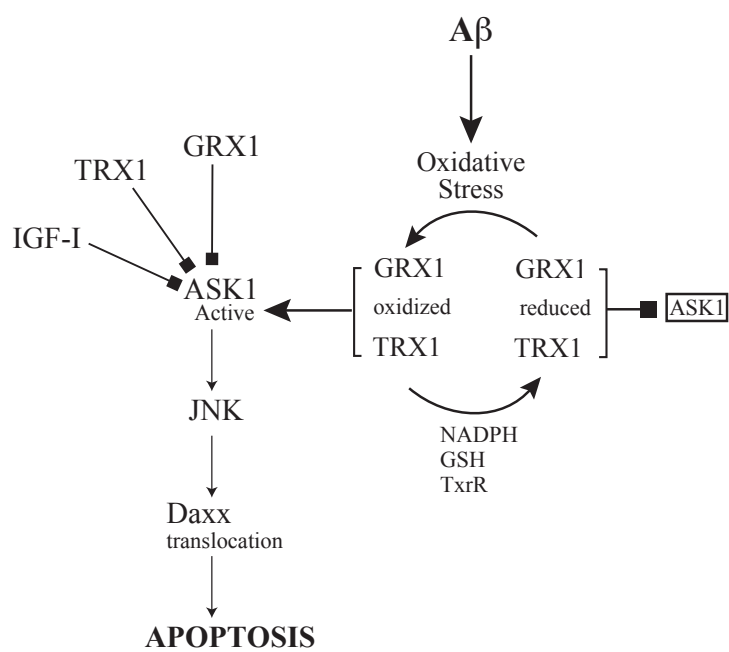 Aβ
Oxidative
Stress
GRX1
TRX1
IGF-I
ASK1
Active
GRX1
oxidized
TRX1
GRX1
reduced
TRX1
ASK1
JNK
NADPH
GSH
TxrR
Daxx
translocation
APOPTOSIS